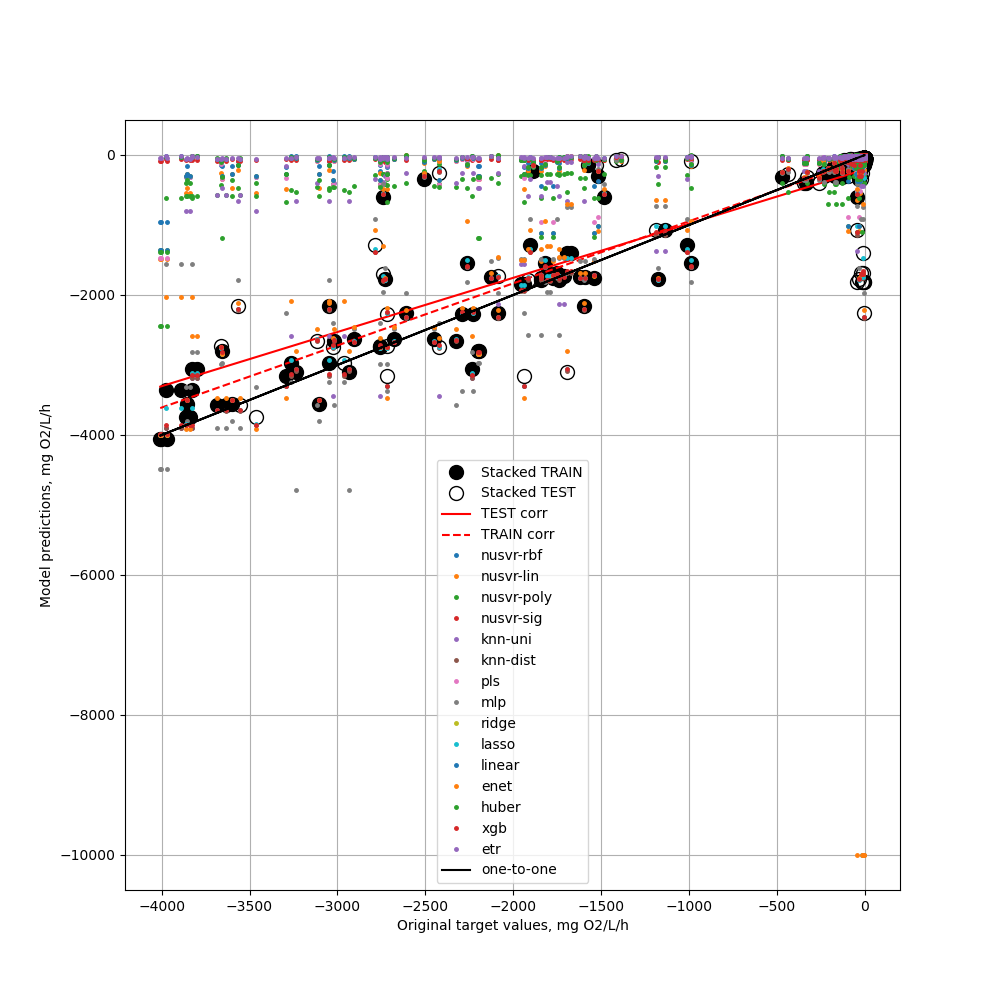 0
−2000
−4000
−6000
−8000
−10000
Model predictions, mg O2/L/h
−4000 −3500 −3000 −2500 −2000 −1500 −1000 −500 0
Original target values, mg O2/L/h
Stacked TRAIN
Stacked TEST
TEST corr
TRAIN corr
nusvr-rbf
nusvr-lin
nusvr-poly
nusvr-sig
knn-uni
knn-dist
pls
mlp
ridge
lasso
linear
enet
huber
xgb
etr
one-to-one